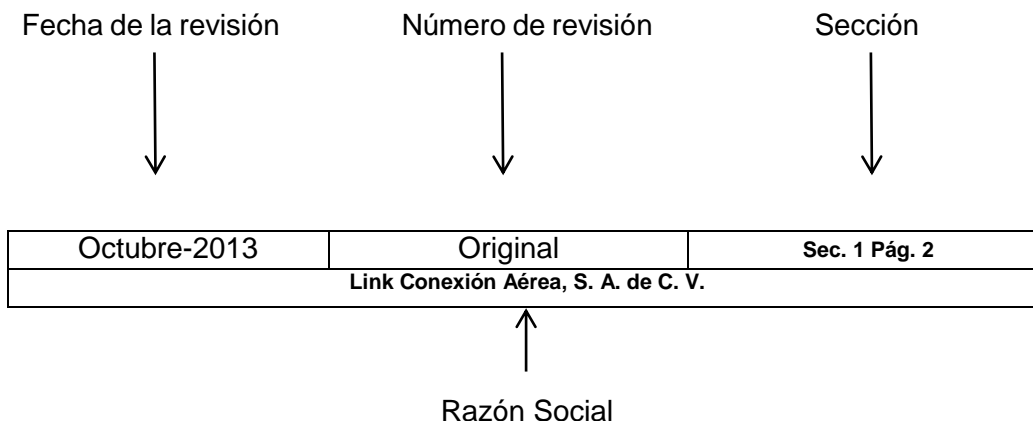 Fecha de la revisión Número de revisión Sección
Octubre-2013 Original Sec. 1 Pág. 2
Link Conexión Aérea, S. A. de C. V.
Razón Social